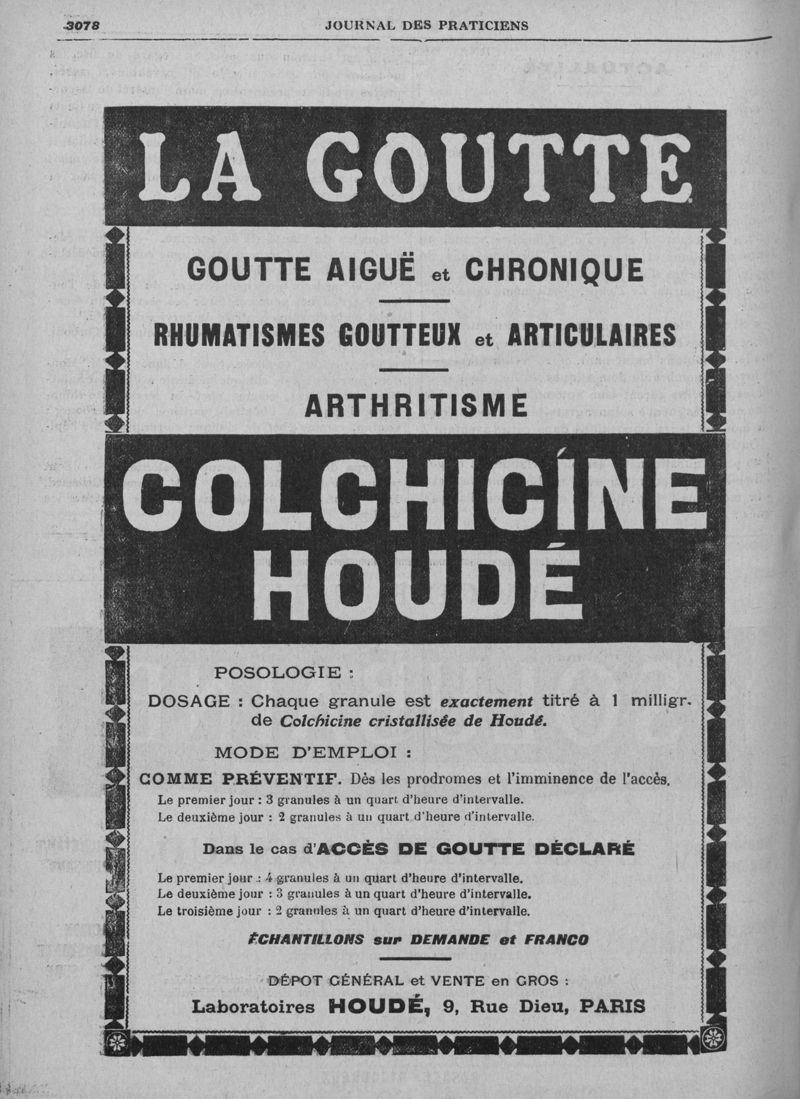 3078
JOURNAL DES PRATICIENS
LA GOUTTE
GOUTTE AIGUË et CHRONIQUE
RHUMATISMES GOUTTEUX et ARTICULAIRES
ARTHRITISME
COLCHICÍNE
HOUDÉ
POSOLOGIE :
DOSAGE : Chaque granule est exactement titré à 1 milligr.
de Colchicine cristallisée de Houdé.
MODE D'EMPLOI :
COMME PRÉVENTIF. Dès les prodromes et l'imminence de l'accès.
Le premier jour : 3 granules à un quart d'heure d'intervalle.
Le deuxième jour : 2 granules à un quart d'heure d'intervalle.
Dans le cas d'ACCÈS DE GOUTTE DÉCLARÉ
Le premier jour : 4 granules à un quart d'heure d'intervalle.
Le deuxième jour : 3 granules à un quart d'heure d'intervalle.
Le troisième jour : 2 granules à un quart d'heure d'intervalle.
ÉCHANTILLONS sur DEMANDE et FRANCO
DÉPOT GÉNÉRAL et VENTE en GROS :
Laboratoires HOUDÉ, 9, Rue Dieu, PARIS